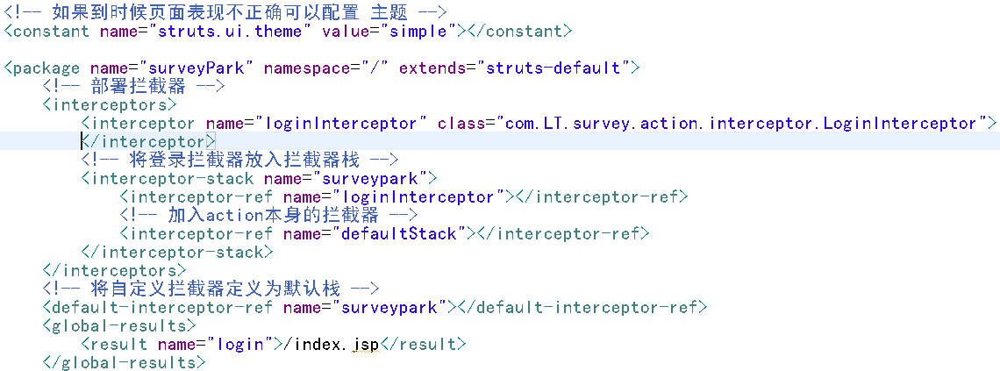 <!-- 如果到时候页面表现不正确可以配置 主题 -->
<constant name="struts.ui.theme" value="simple"></constant>
<package name="surveyPark" namespace="/" extends="struts-default">
<!-- 部署拦截器 -->
<interceptors>
<interceptor name="loginInterceptor" class="com.LT.survey.action.interceptor.LoginInterceptor">
</interceptor>
<!-- 将登录拦截器放入拦截器栈 -->
<interceptor-stack name="surveypark">
<interceptor-ref name="loginInterceptor"></interceptor-ref>
<!-- 加入action本身的拦截器 -->
<interceptor-ref name="defaultStack"></interceptor-ref>
</interceptor-stack>
</interceptors>
<!-- 将自定义拦截器定义为默认栈 -->
<default-interceptor-ref name="surveypark"></default-interceptor-ref>
<global-results>
<result name="login">/index.jsp</result>
</global-results>